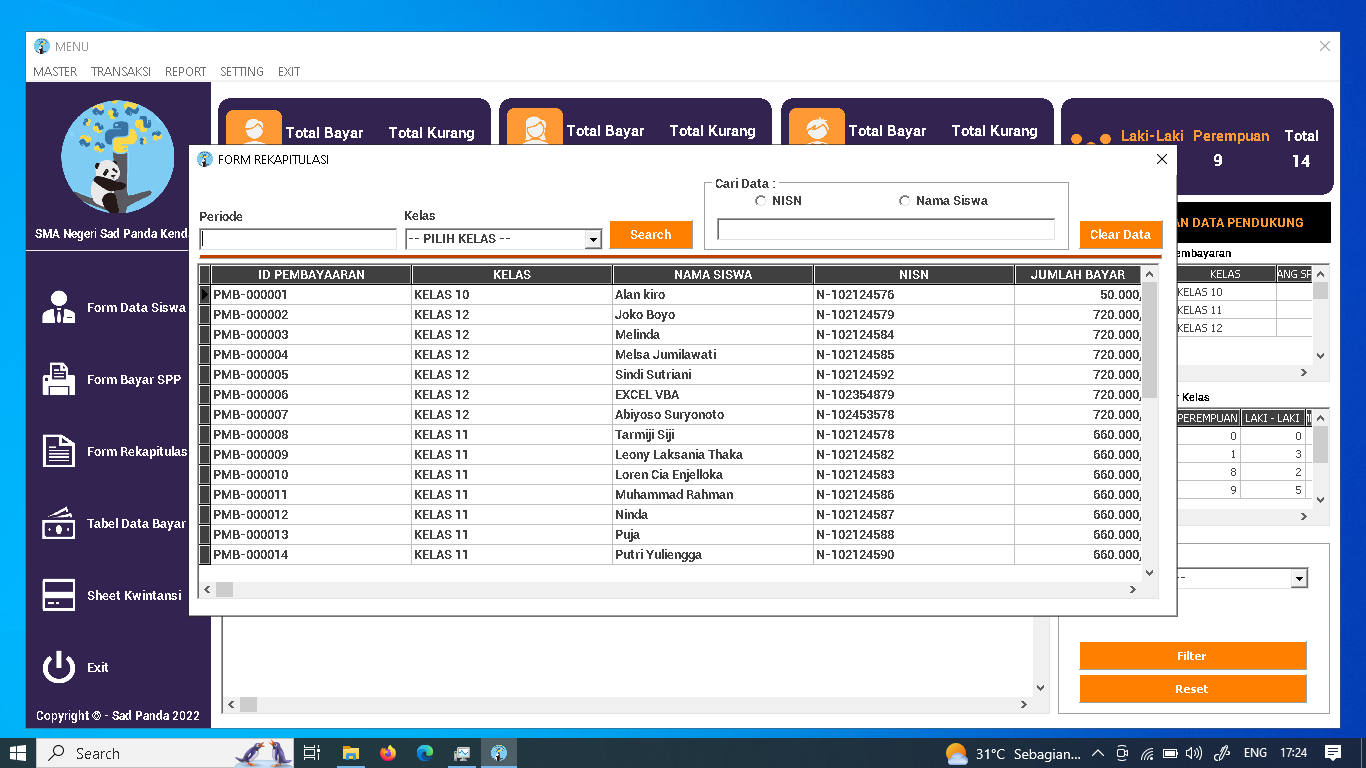 MENU
MASTER TRANSAKSI REPORT SETTING EXIT
Total Bayar Total Kurang
Total Bayar Total Kurang
Total Bayar Total Kurang
Laki-Laki Perempuan Total
9 14
SMA Negeri Sad Panda Kenda
Form Data Siswa
Form Bayar SPP
Form Rekapitulas
Tabel Data Bayar
Sheet Kwintansi
Exit
Copyright © - Sad Panda 2022
FORM REKAPITULASI
Periode
Kelas
-- PILIH KELAS --
Search
Cari Data :
NISN Nama Siswa
Clear Data
ID PEMBAYAARAN KELAS NAMA SISWA NISN JUMLAH BAYAR
PMB-000001 KELAS 10 Alan kiro N-102124576 50.000,
PMB-000002 KELAS 12 Joko Boyo N-102124579 720.000,
PMB-000003 KELAS 12 Melinda N-102124584 720.000,
PMB-000004 KELAS 12 Melsa Jumilawati N-102124585 720.000,
PMB-000005 KELAS 12 Sindi Sutriani N-102124592 720.000,
PMB-000006 KELAS 12 EXCEL VBA N-102354879 720.000,
PMB-000007 KELAS 12 Abiyoso Suryonoto N-102453578 720.000,
PMB-000008 KELAS 11 Tarmiji Siji N-102124578 660.000,
PMB-000009 KELAS 11 Leony Laksania Thaka N-102124582 660.000,
PMB-000010 KELAS 11 Loren Cia Enjelloka N-102124583 660.000,
PMB-000011 KELAS 11 Muhammad Rahman N-102124586 660.000,
PMB-000012 KELAS 11 Ninda N-102124587 660.000,
PMB-000013 KELAS 11 Puja N-102124588 660.000,
PMB-000014 KELAS 11 Putri Yuliengga N-102124590 660.000,
AN DATA PENDUKUNG
embayaran
KELAS ANG SP
KELAS 10
KELAS 11
KELAS 12
Kelas
PEREMPUAN LAKI - LAKI
0 0
1 3
8 2
9 5
--
Filter
Reset
Search
31°C Sebagian... ENG 17:24